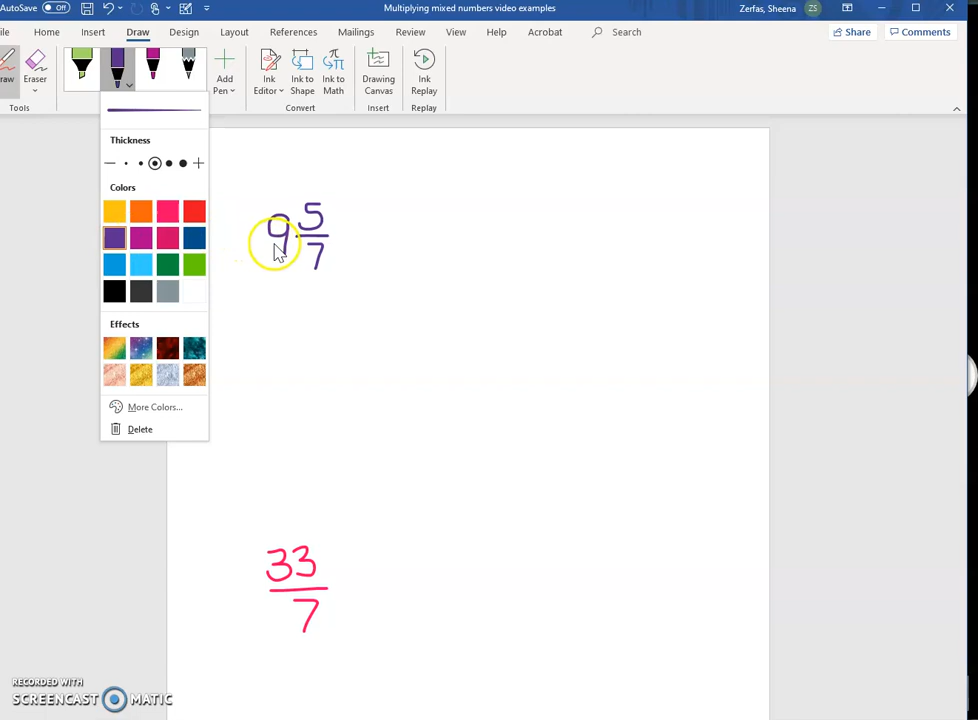 AutoSave Off Multiplying mixed numbers video examples Zerfas, Sheena ZS
ile Home Insert Draw Design Layout References Mailings Review View Help Acrobat Search Share Comments
raw Eraser Add Pen Ink Editor Ink to Shape Ink to Math Drawing Canvas Ink Replay
Tools Convert Insert Replay
Thickness
Colors
Effects
More Colors...
Delete
9 5/7
33/7
RECORDED WITH
SCREENCAST MATIC